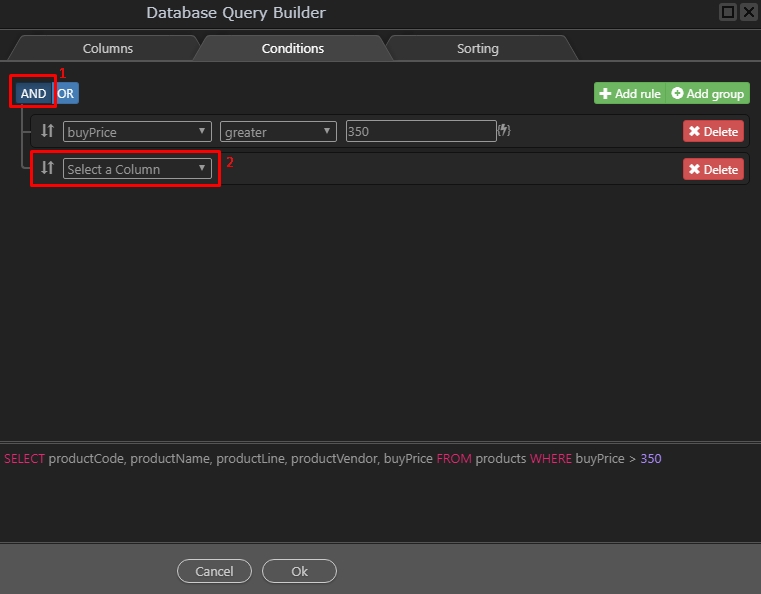 Database Query Builder
Columns Conditions Sorting
1
AND OR Add rule Add group
buyPrice greater 350 Delete
Select a Column 2 Delete
SELECT productCode, productName, productLine, productVendor, buyPrice FROM products WHERE buyPrice > 350
Cancel Ok